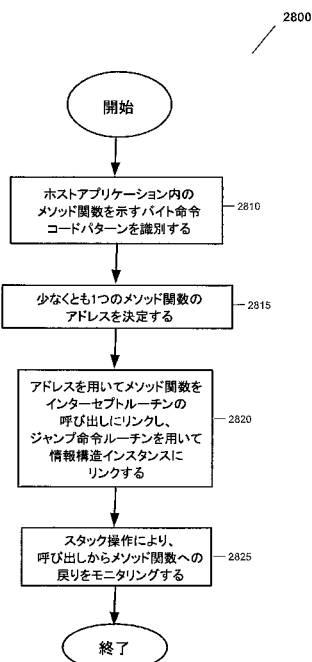 2800
開始
ホストアプリケーション内の
メソッド関数を示すバイト命令
コードパターンを識別する
2810
少なくとも1つのメソッド関数の
アドレスを決定する
2815
アドレスを用いてメソッド関数を
インターセプトルーチンの
呼び出しにリンクし、
ジャンプ命令ルーチンを用いて
情報構造インスタンスに
リンクする
2820
スタック操作により、
呼び出しからメソッド関数への
戻りをモニタリングする
2825
終了